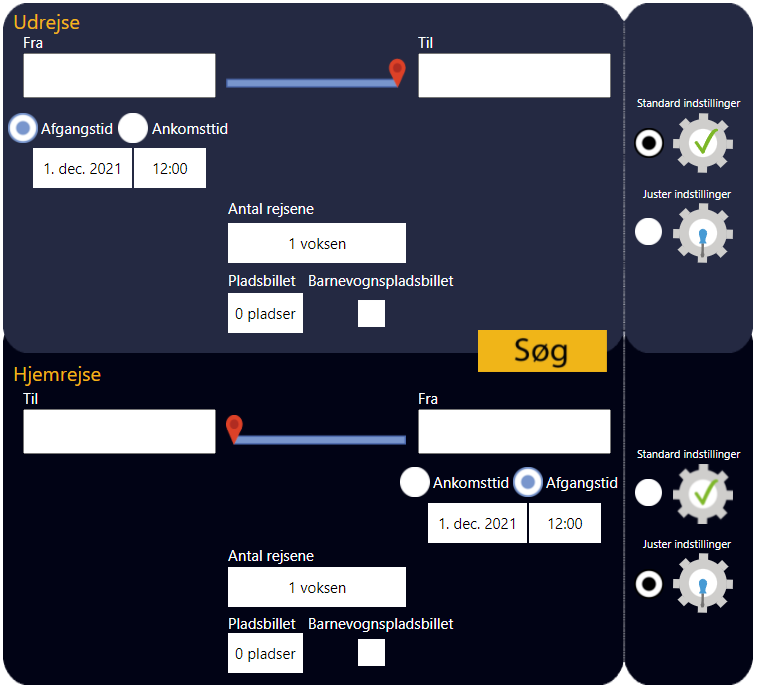 Udrejse
Fra
Til
Standard indstillinger
Afgangstid Ankomsttid
1. dec. 2021 12:00
Juster indstillinger
Antal rejsene
1 voksen
Pladsbillet Barnevognspladsbillet
0 pladser
Søg
Hjemrejse
Til
Fra
Standard indstillinger
Ankomsttid Afgangstid
1. dec. 2021 12:00
Juster indstillinger
Antal rejsene
1 voksen
Pladsbillet Barnevognspladsbillet
0 pladser